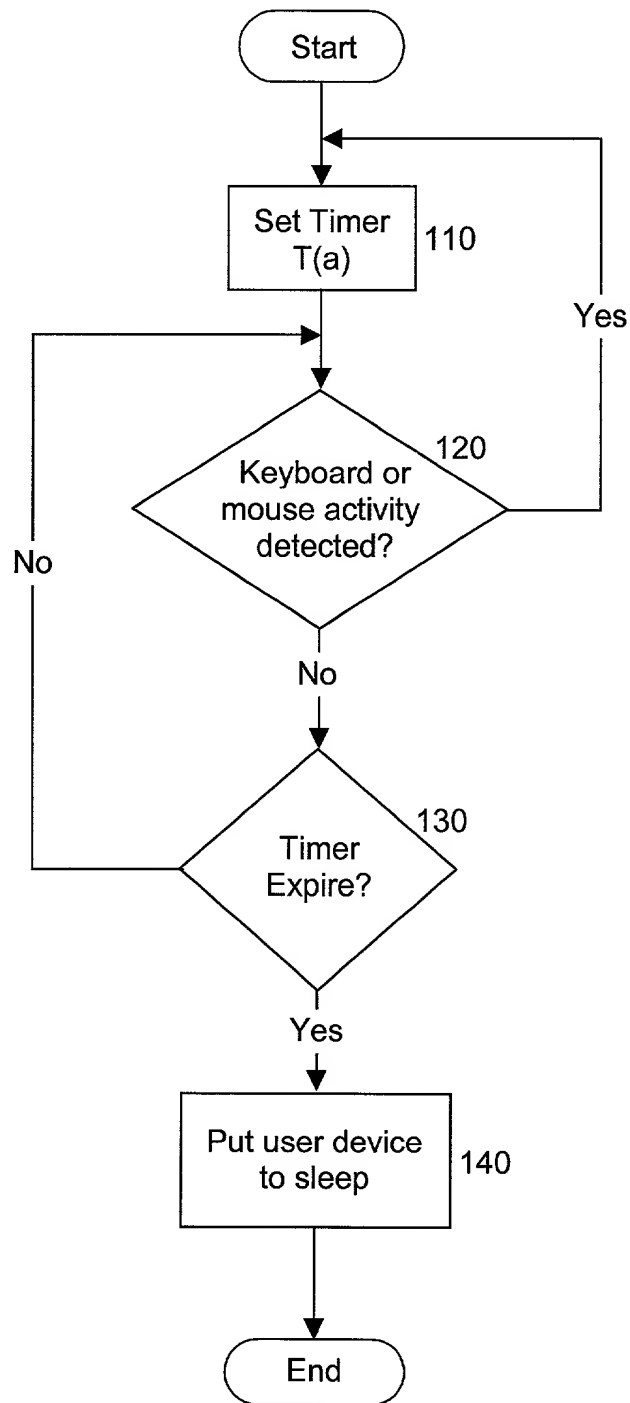 Start
Set Timer
T(a)
110
Yes
120
Keyboard or
mouse activity
detected?
No
No
130
Timer
Expire?
Yes
Put user device
to sleep
140
End